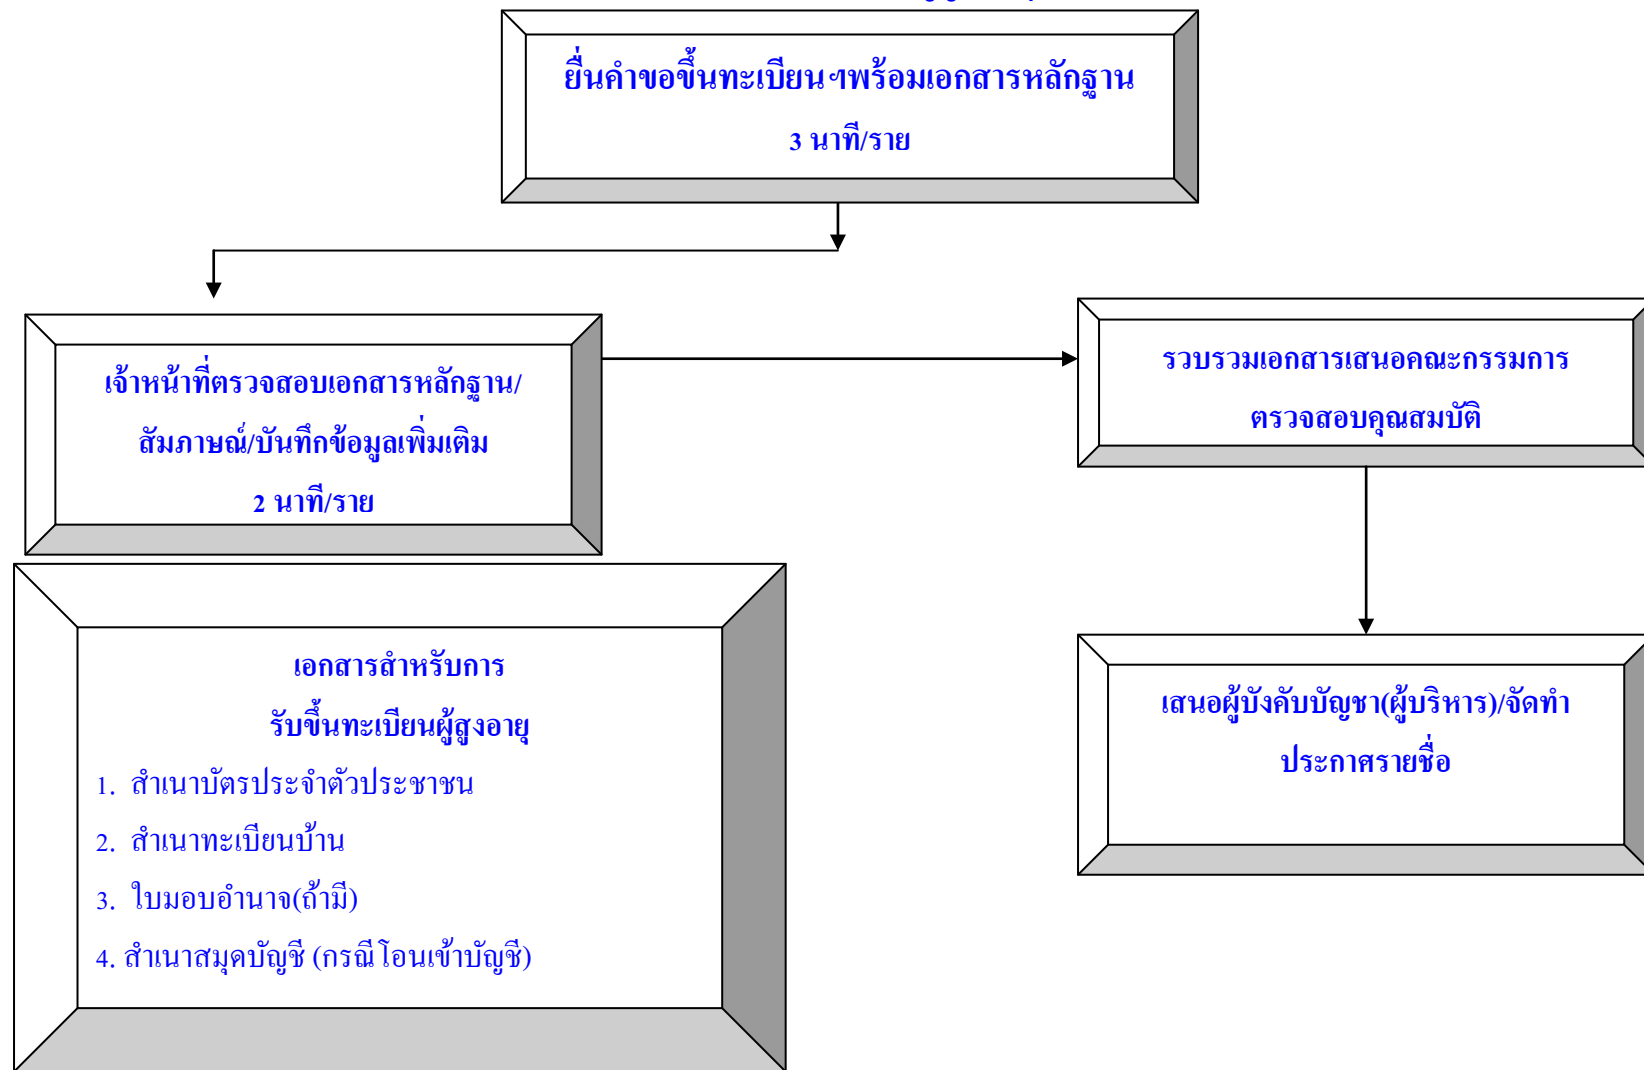 ยื่นคำขอขึ้นทะเบียนฯพร้อมเอกสารหลักฐาน
3 นาที/ราย
เจ้าหน้าที่ตรวจสอบเอกสารหลักฐาน/
สัมภาษณ์/บันทึกข้อมูลเพิ่มเติม
2 นาที/ราย
รวบรวมเอกสารเสนอคณะกรรมการ
ตรวจสอบคุณสมบัติ
เสนอผู้บังคับบัญชา(ผู้บริหาร)/จัดทำ
ประกาศรายชื่อ
เอกสารสำหรับการ
รับขึ้นทะเบียนผู้สูงอายุ
1. สำเนาบัตรประจำตัวประชาชน
2. สำเนาทะเบียนบ้าน
3. ใบมอบอำนาจ(ถ้ามี)
4. สำเนาสมุดบัญชี (กรณีโอนเข้าบัญชี)